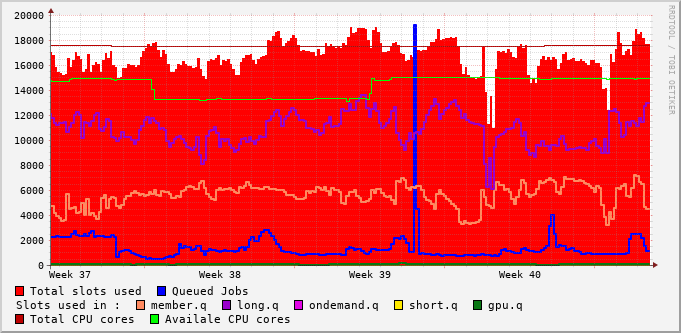 RRDTOOL / TOBI OETIKER
20000
18000
16000
14000
12000
10000
8000
6000
4000
2000
0
Week 37 Week 38 Week 39 Week 40
Total slots used Queued Jobs
Slots used in : member.q long.q ondemand.q short.q gpu.q
Total CPU cores Availale CPU cores